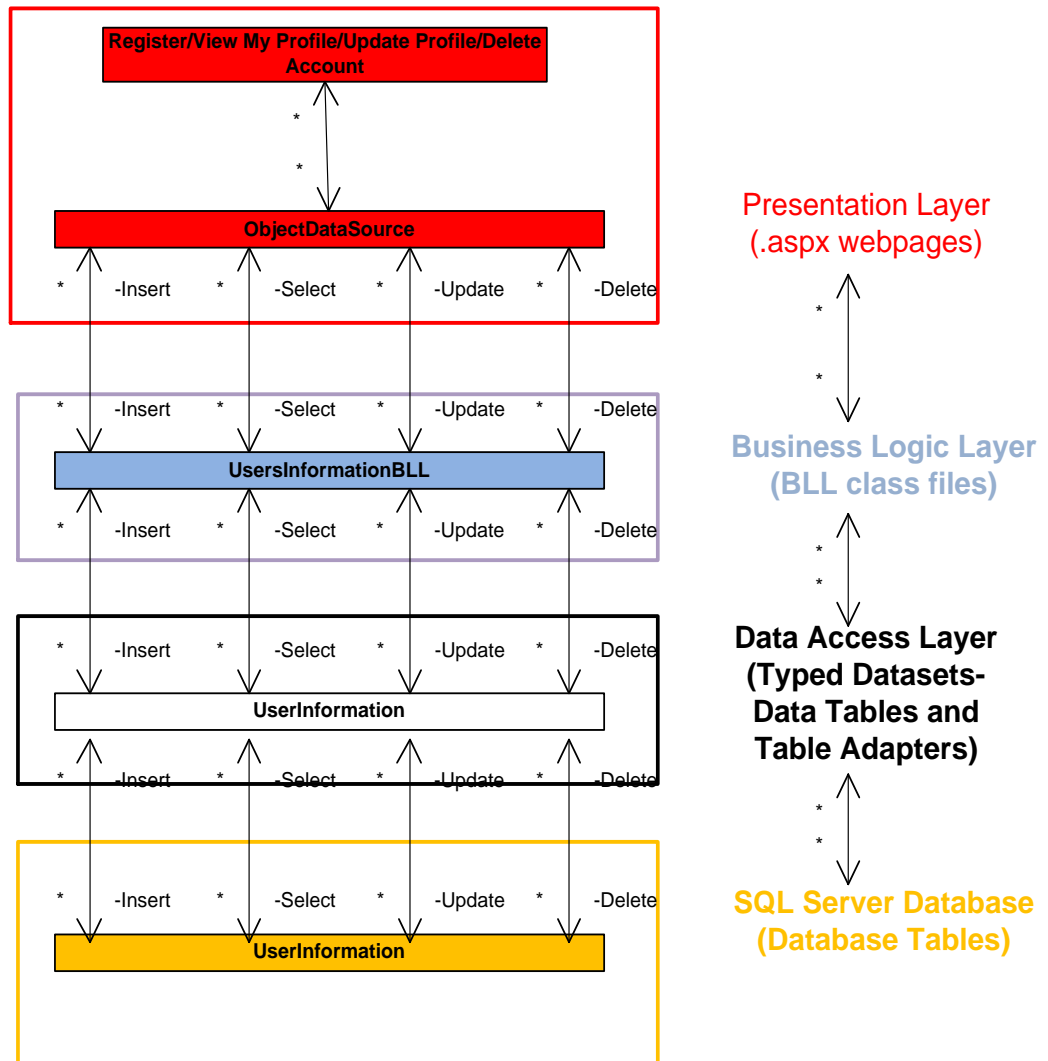 Register/View My Profile/Update Profile/Delete
Account
*
*
ObjectDataSource
* -Insert * -Select * -Update * -Delete
* -Insert * -Select * -Update * -Delete
UsersInformationBLL
* -Insert * -Select * -Update * -Delete
* -Insert * -Select * -Update * -Delete
UserInformation
* -Insert * -Select * -Update * -Delete
* -Insert * -Select * -Update * -Delete
UserInformation
Presentation Layer
(.aspx webpages)
*
*
Business Logic Layer
(BLL class files)
*
*
Data Access Layer
(Typed Datasets-
Data Tables and
Table Adapters)
*
*
SQL Server Database
(Database Tables)